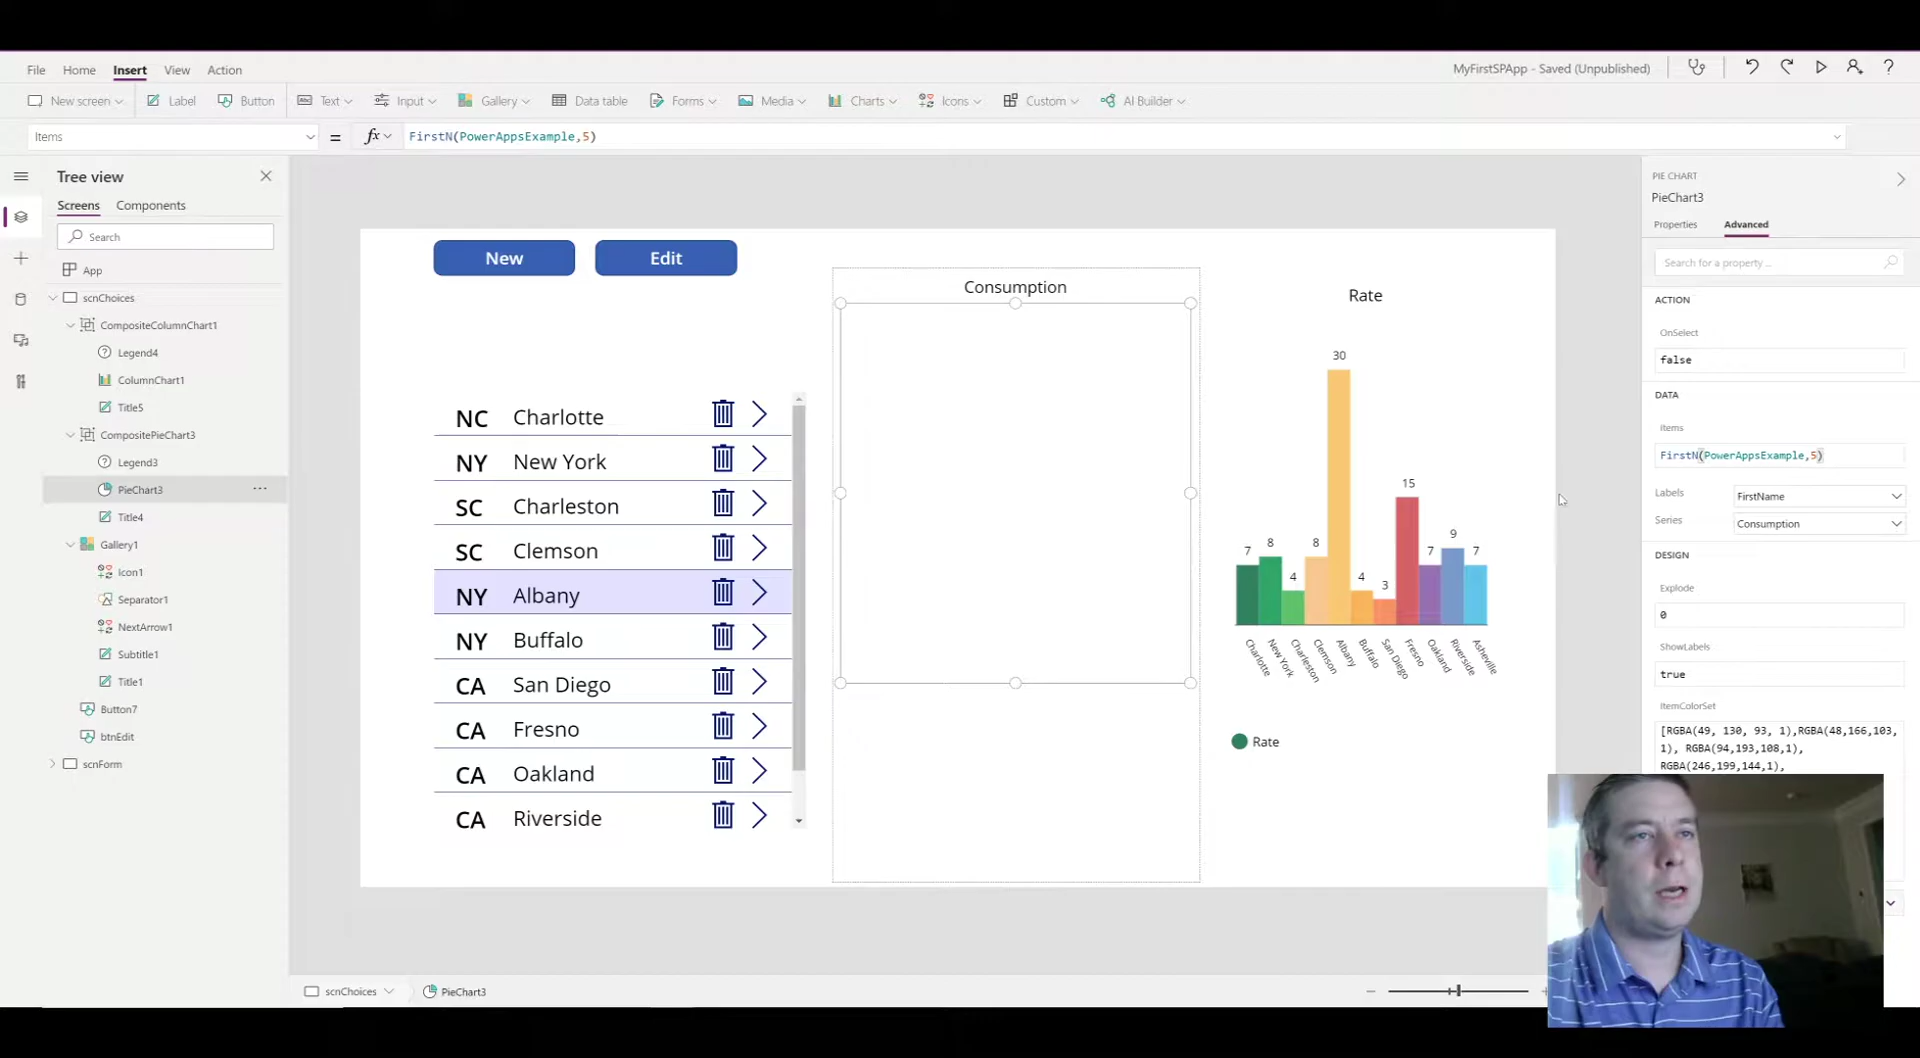 File Home Insert View Action
MyFirstSPApp - Saved (Unpublished)
New screen Label Button Text Input Gallery Data table Forms Media Charts Icons Custom AI Builder
Items = fx FirstN(PowerAppsExample,5)
Tree view
Screens Components
Search
App
scnChoices
CompositeColumnChart1
Legend4
ColumnChart1
Title5
CompositePieChart3
Legend3
PieChart3
Title4
Gallery1
Icon1
Separator1
NextArrow1
Subtitle1
Title1
Button7
btnEdit
scnForm
New Edit
NC Charlotte
NY New York
SC Charleston
SC Clemson
NY Albany
NY Buffalo
CA San Diego
CA Fresno
CA Oakland
CA Riverside
Consumption
Rate
7 8 4 8 30 4 3 15 7 9 7
Charlotte New York Charleston Clemson Albany Buffalo San Diego Fresno Oakland Riverside Asheville
Rate
PIE CHART
PieChart3
Properties Advanced
Search for a property ...
ACTION
OnSelect
false
DATA
Items
FirstN(PowerAppsExample,5)
Labels FirstName
Series Consumption
DESIGN
Explode
0
ShowLabels
true
ItemColorSet
[RGBA(49, 130, 93, 1),RGBA(48,166,103,
1), RGBA(94,193,108,1),
RGBA(246,199,144,1),
scnChoices PieChart3